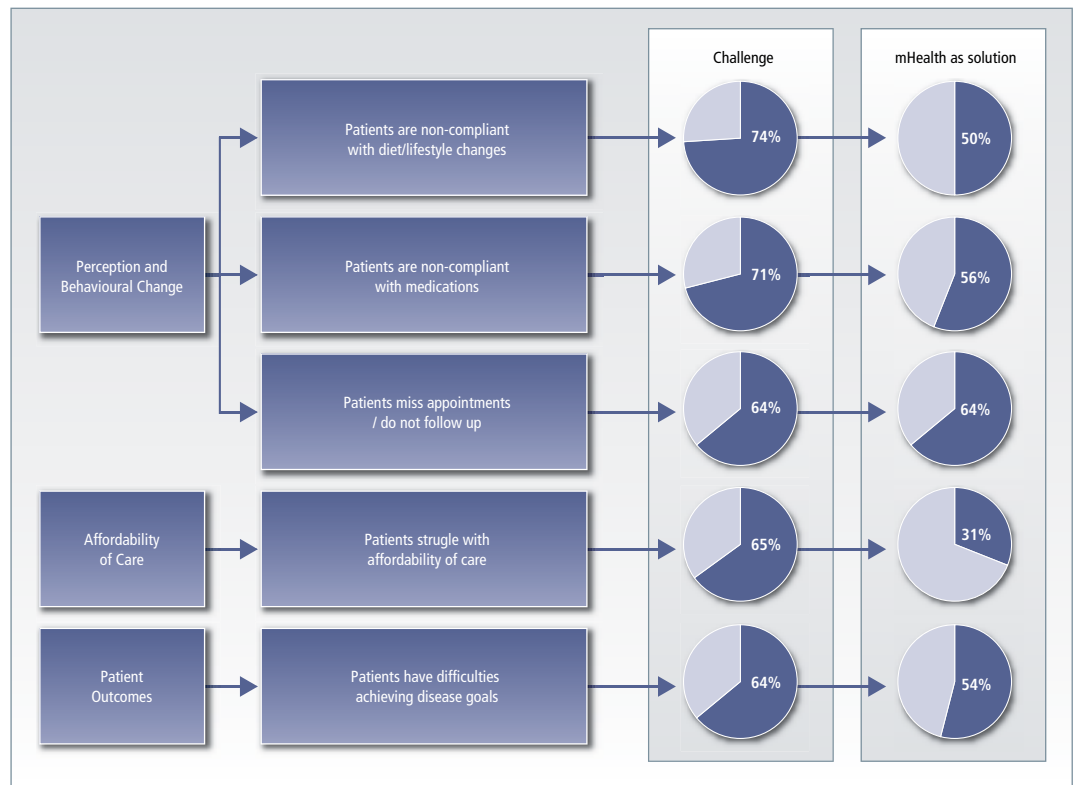 Challenge
mHealth as solution
Patients are non-compliant
with diet/lifestyle changes
74%
50%
Perception and
Behavioural Change
Patients are non-compliant
with medications
71%
56%
Patients miss appointments
/ do not follow up
64%
64%
Affordability
of Care
Patients strugle with
affordability of care
65%
31%
Patient
Outcomes
Patients have difficulties
achieving disease goals
64%
54%